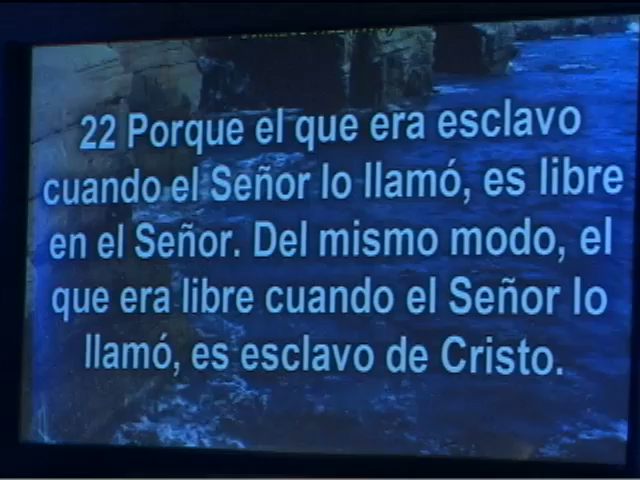 22 Porque el que era esclavo
cuando el Señor lo llamó, es libre
en el Señor. Del mismo modo, el
que era libre cuando el Señor lo
llamó, es esclavo de Cristo.